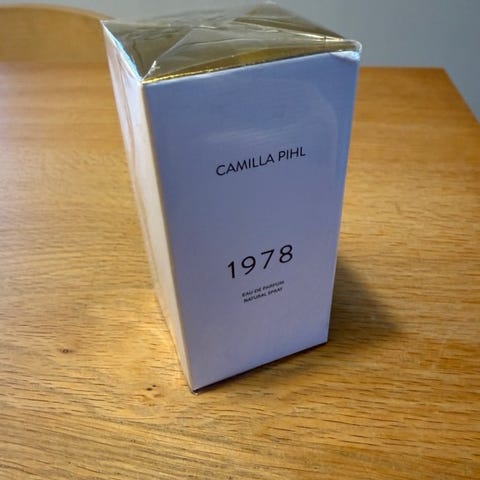 CAMILLA PIHL
1978
EAU DE PARFUM
NATURAL SPRAY